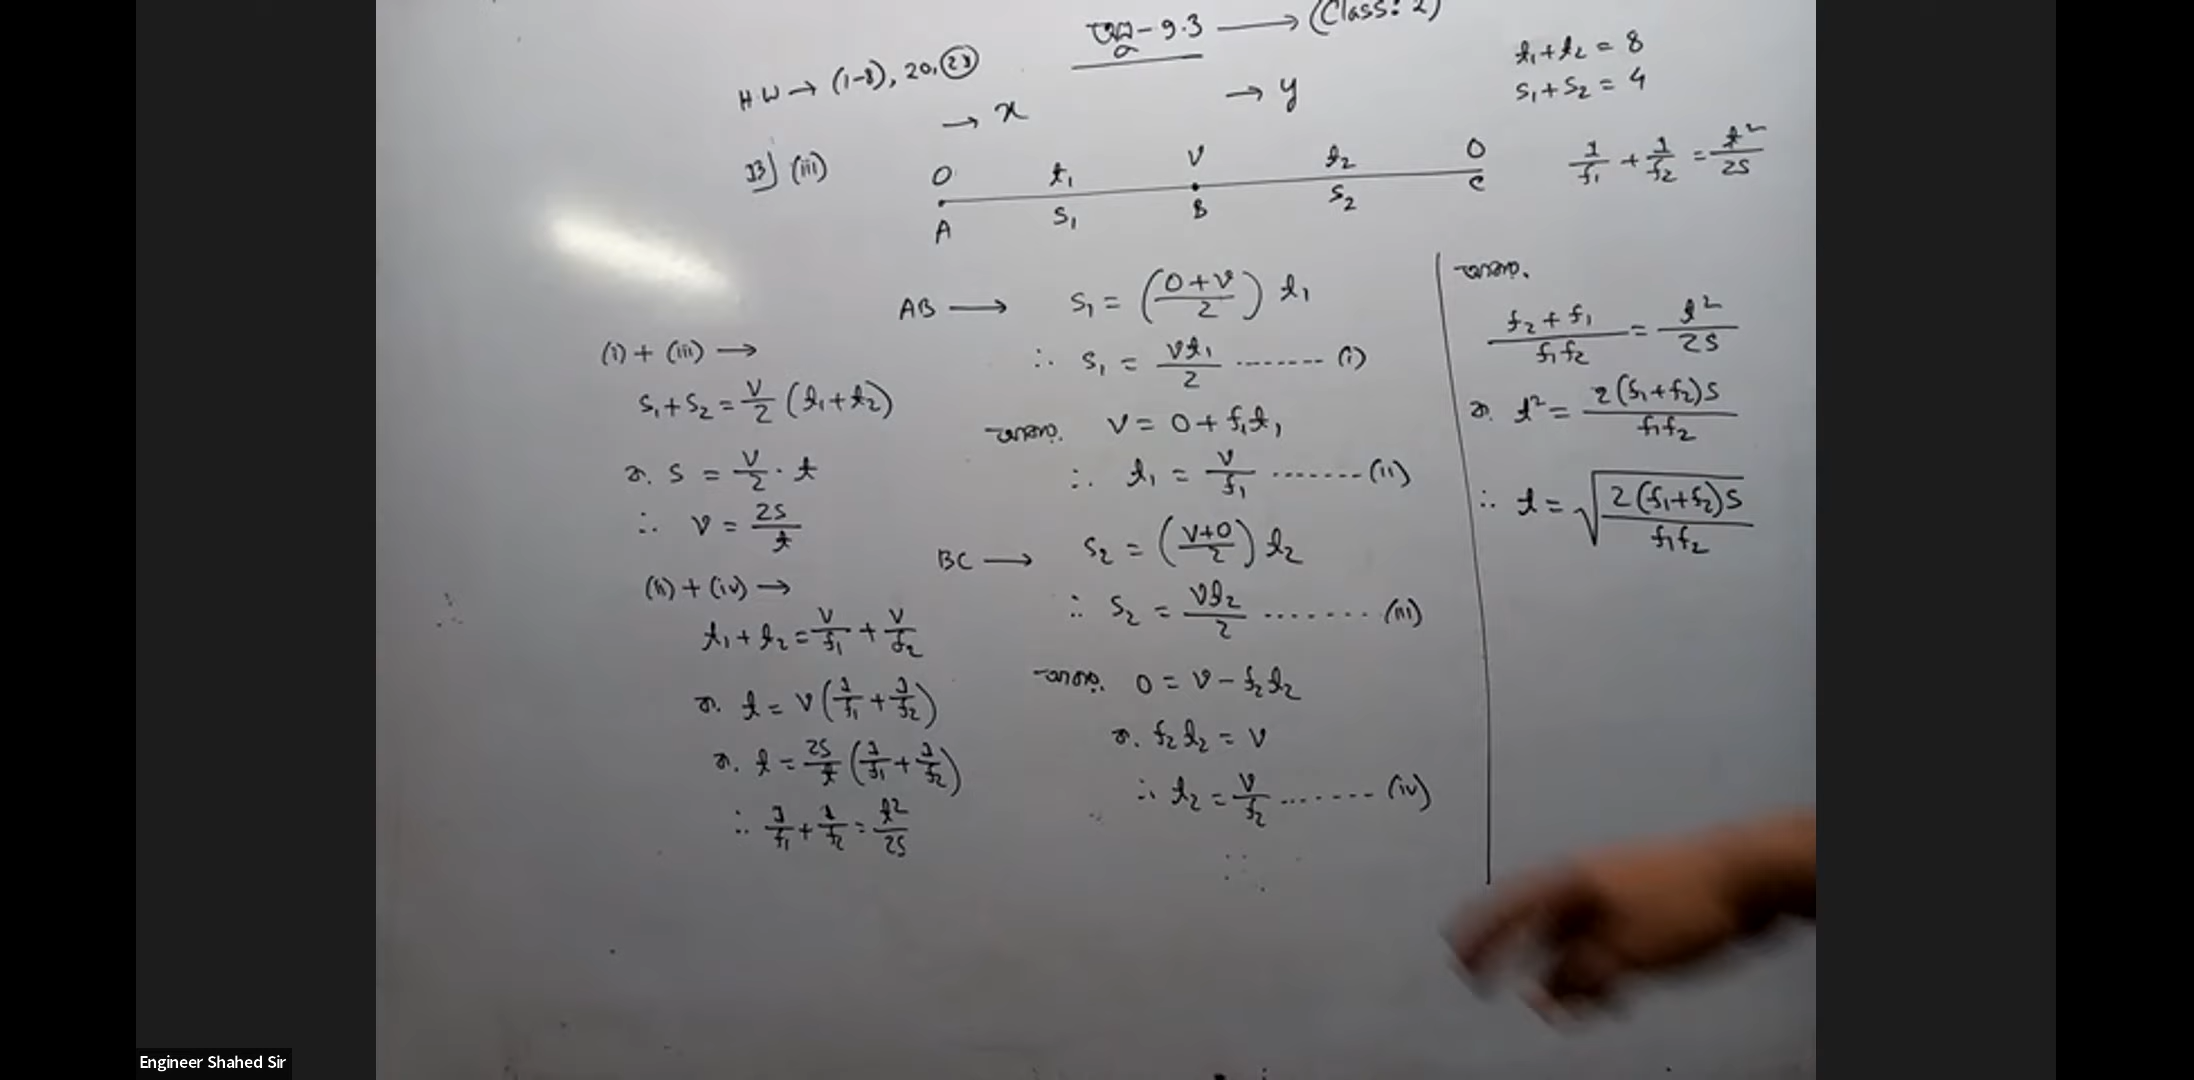 অনু-9.3 ⟶ (Class: 2)
H.W → (1-8), 20,
→ x → y
t₁+t₂ = 8
s₁+s₂ = 4
13] (iii)
0 t₁ V t₂ 0
A s₁ B s₂ C
1/f₁ + 1/f₂ = t²/2s
AB ⟶ s₁ = ((0+v)/2) t₁
∴ s₁ = vt₁/2 -------- (i)
আবার. v = 0 + f₁t₁
∴ t₁ = v/f₁ ------- (ii)
BC ⟶ s₂ = ((v+0)/2) t₂
∴ s₂ = vt₂/2 ------- (iii)
আবার. 0 = v - f₂t₂
বা. f₂t₂ = v
∴ t₂ = v/f₂ ------- (iv)
(i) + (iii) ⟶
s₁+s₂ = v/2 (t₁+t₂)
বা. s = v/2 · t
∴ v = 2s/t
(ii) + (iv) ⟶
t₁+t₂ = v/f₁ + v/f₂
বা. t = v(1/f₁ + 1/f₂)
বা. t = 2s/t (1/f₁ + 1/f₂)
∴ 1/f₁ + 1/f₂ = t²/2s
আবার.
(f₂+f₁)/f₁f₂ = t²/2s
বা. t² = 2(f₁+f₂)s/f₁f₂
∴ t = √(2(f₁+f₂)s/f₁f₂)
Engineer Shahed Sir